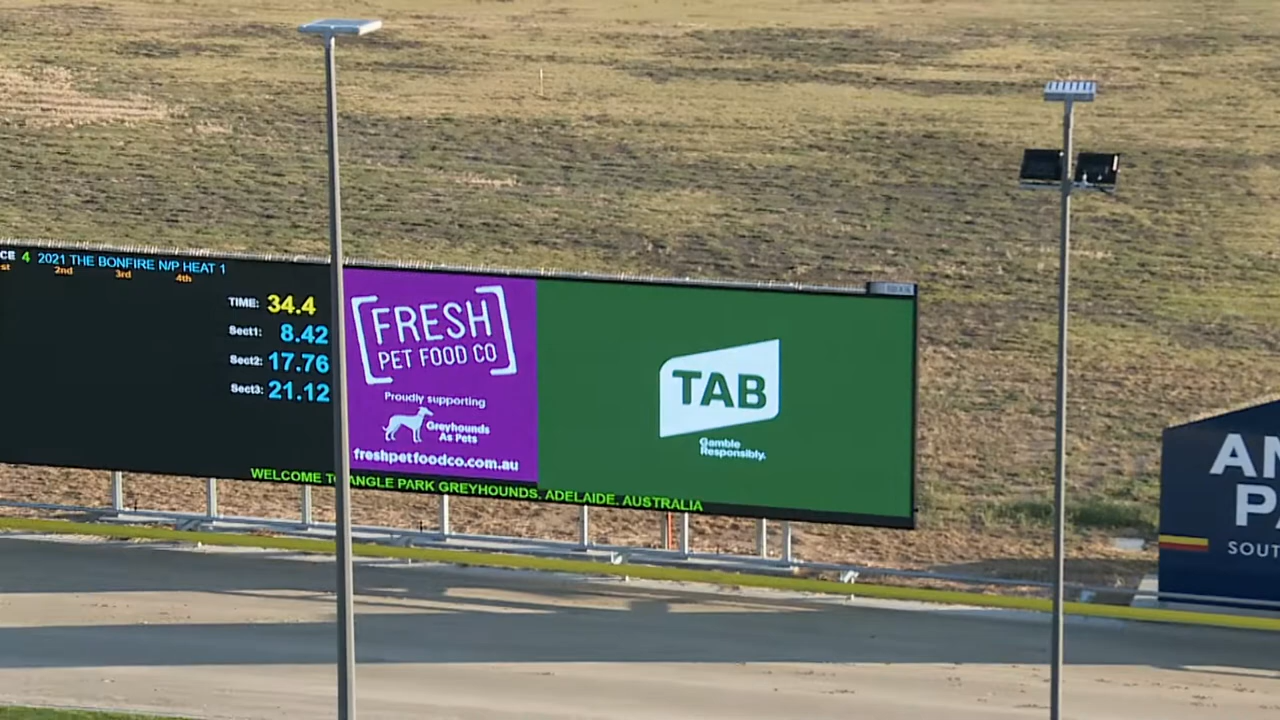 CE 4 2021 THE BONFIRE N/P HEAT 1
st 2nd 3rd 4th
TIME: 34.4
Sect1: 8.42
Sect2: 17.76
Sect3: 21.12
FRESH
PET FOOD CO
Proudly supporting
Greyhounds
As Pets
freshpetfoodco.com.au
TAB
Gamble
Responsibly.
WELCOME TO ANGLE PARK GREYHOUNDS, ADELAIDE, AUSTRALIA
AN
PA
SOUT